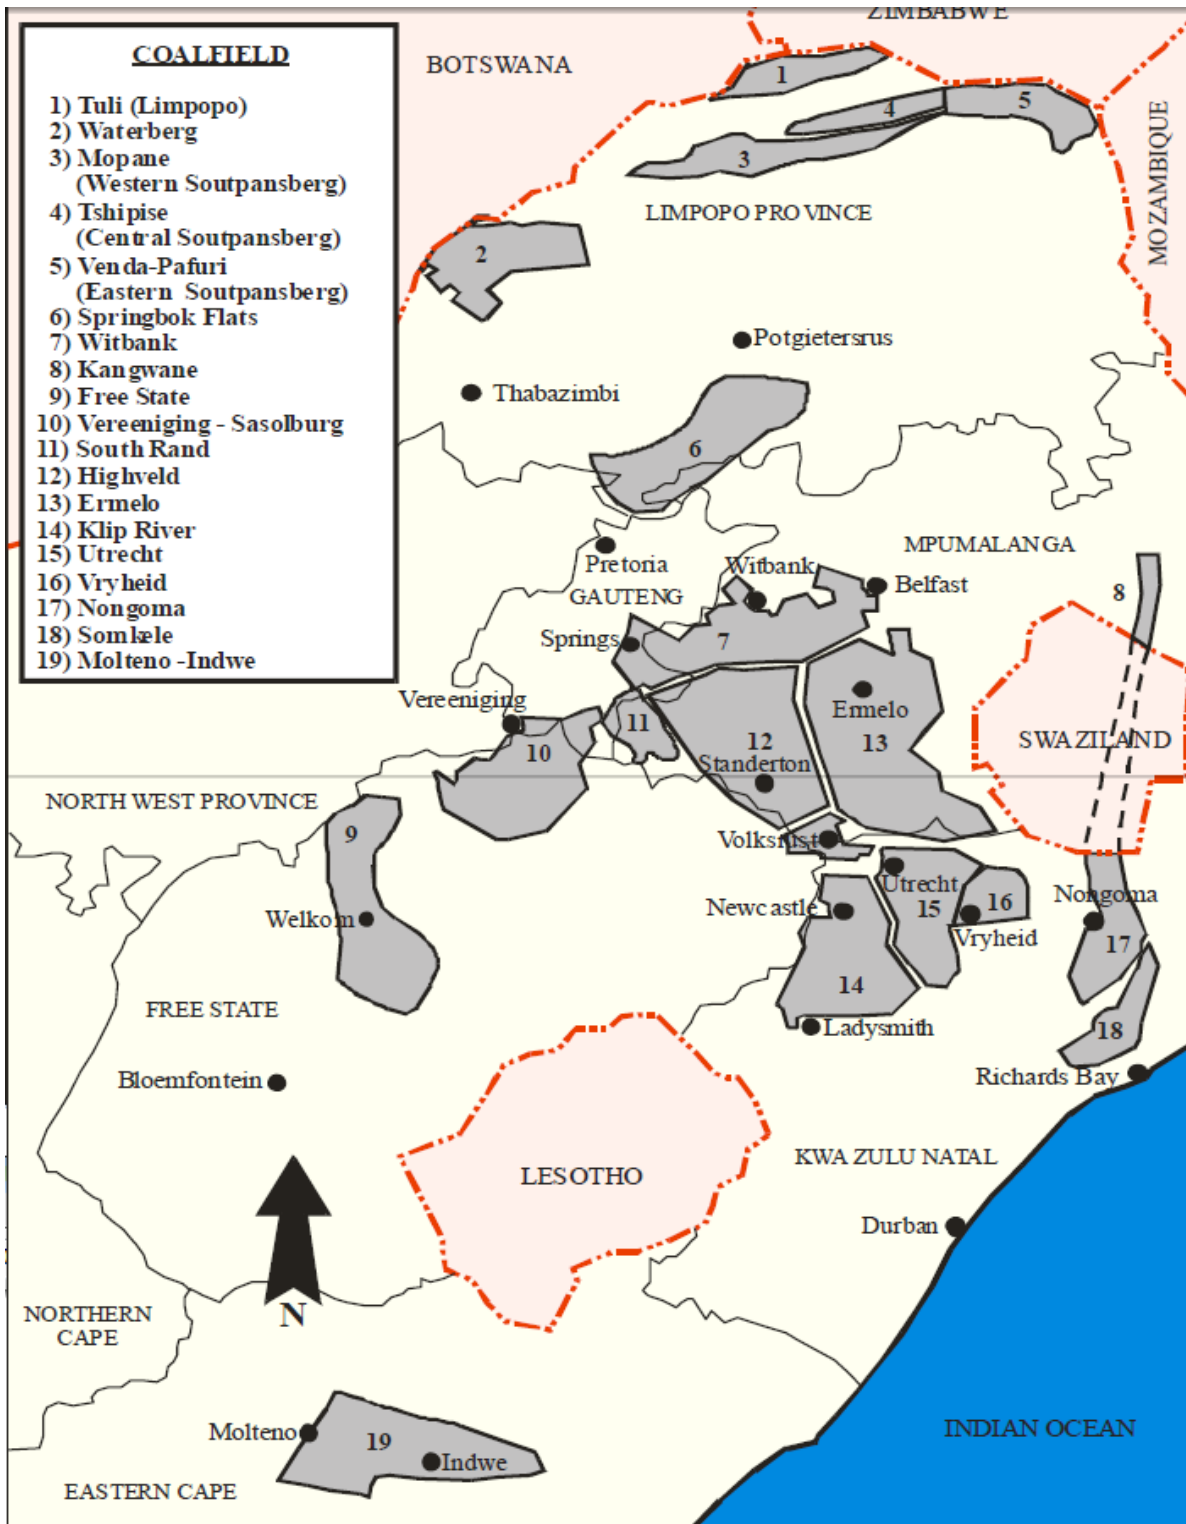 COALFIELD
1) Tuli (Limpopo)
2) Waterberg
3) Mopane
(Western Soutpansberg)
4) Tshipise
(Central Soutpansberg)
5) Venda-Pafuri
(Eastern Soutpansberg)
6) Springbok Flats
7) Witbank
8) Kangwane
9) Free State
10) Vereeniging - Sasolburg
11) South Rand
12) Highveld
13) Ermelo
14) Klip River
15) Utrecht
16) Vryheid
17) Nongoma
18) Somkele
19) Molteno -Indwe
ZIMBABWE
BOTSWANA
1
4
5
3
MOZAMBIQUE
LIMPOPO PROVINCE
2
Potgietersrus
Thabazimbi
6
MPUMALANGA
Pretoria
Witbank
Belfast
GAUTENG
8
Springs
7
Vereeniging
Ermelo
11
10
12
13
SWAZILAND
Standerton
NORTH WEST PROVINCE
9
Volksrust
Utrecht
Nongoma
Newcastle
15
16
Welkom
Vryheid
17
14
FREE STATE
Ladysmith
18
Bloemfontein
Richards Bay
KWA ZULU NATAL
LESOTHO
Durban
N
NORTHERN
CAPE
Molteno
19
Indwe
INDIAN OCEAN
EASTERN CAPE